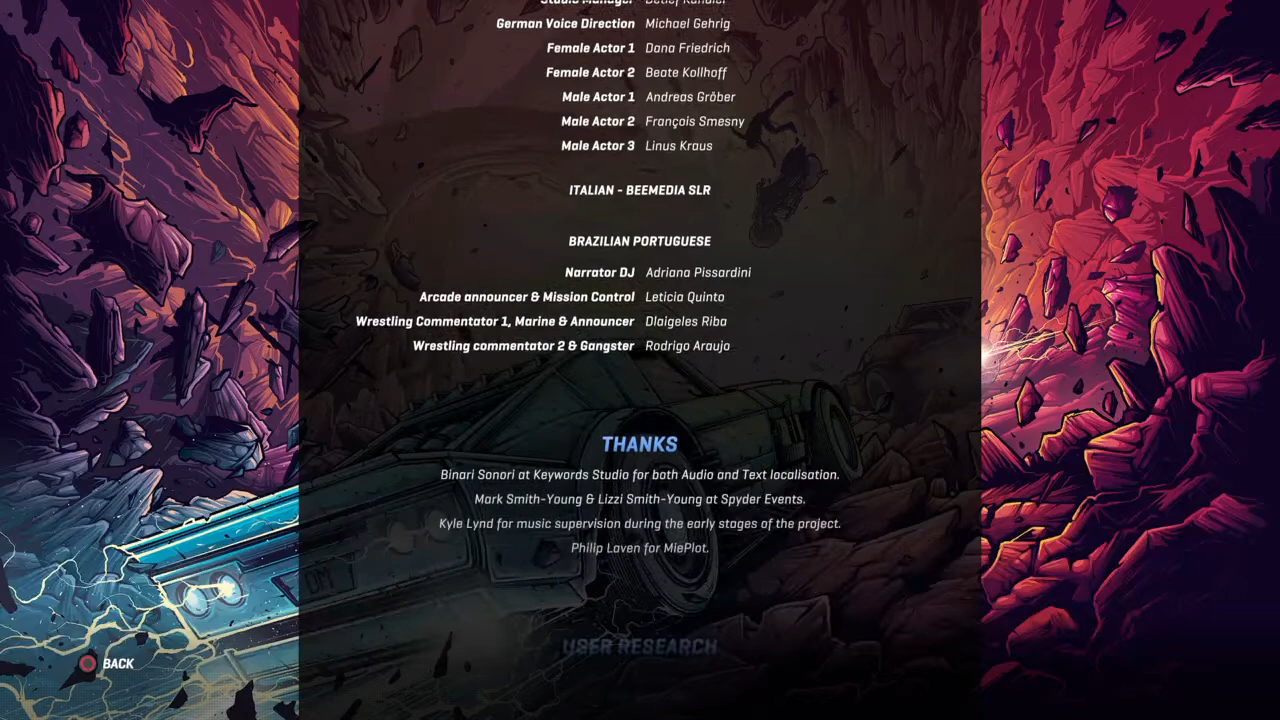 Studio Manager Detlef Kandler
German Voice Direction Michael Gehrig
Female Actor 1 Dana Friedrich
Female Actor 2 Beate Kollhoff
Male Actor 1 Andreas Gröber
Male Actor 2 François Smesny
Male Actor 3 Linus Kraus
ITALIAN - BEEMEDIA SLR
BRAZILIAN PORTUGUESE
Narrator DJ Adriana Pissardini
Arcade announcer & Mission Control Leticia Quinto
Wrestling Commentator 1, Marine & Announcer Dlaigeles Riba
Wrestling commentator 2 & Gangster Rodrigo Araujo
THANKS
Binari Sonori at Keywords Studio for both Audio and Text localisation.
Mark Smith-Young & Lizzi Smith-Young at Spyder Events.
Kyle Lynd for music supervision during the early stages of the project.
Philip Laven for MiePlot.
USER RESEARCH
BACK